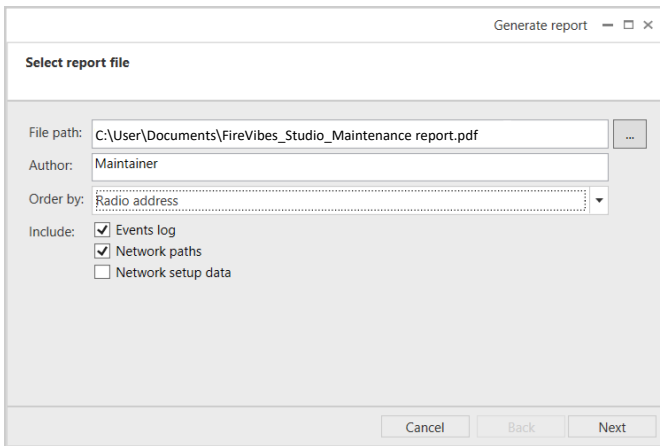 Generate report
Select report file
File path: C:\User\Documents\FireVibes_Studio_Maintenance report.pdf ...
Author: Maintainer
Order by: Radio address
Include: Events log
Network paths
Network setup data
Cancel Back Next